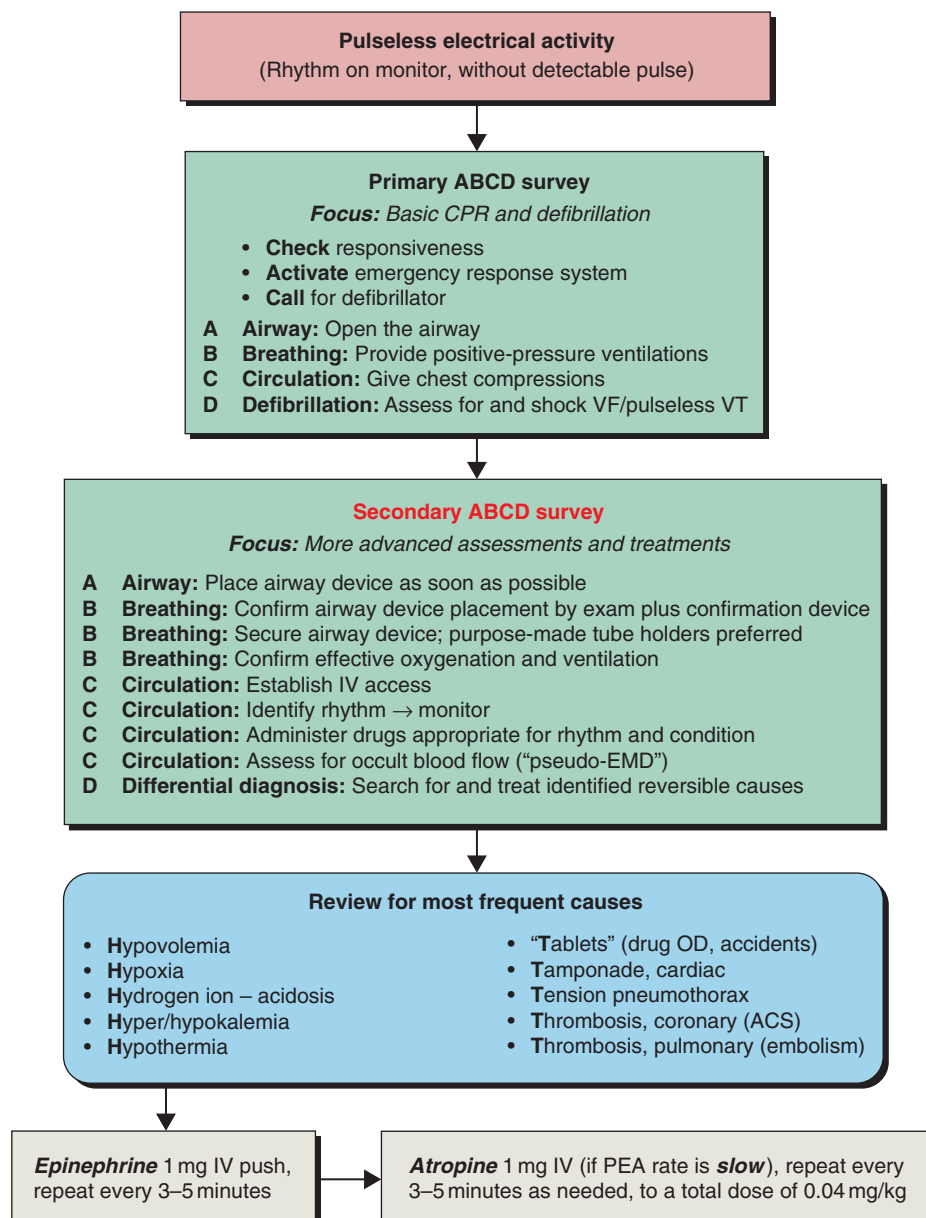 Pulseless electrical activity
(Rhythm on monitor, without detectable pulse)
Primary ABCD survey
Focus: Basic CPR and defibrillation
• Check responsiveness
• Activate emergency response system
• Call for defibrillator
A Airway: Open the airway
B Breathing: Provide positive-pressure ventilations
C Circulation: Give chest compressions
D Defibrillation: Assess for and shock VF/pulseless VT
Secondary ABCD survey
Focus: More advanced assessments and treatments
A Airway: Place airway device as soon as possible
B Breathing: Confirm airway device placement by exam plus confirmation device
B Breathing: Secure airway device; purpose-made tube holders preferred
B Breathing: Confirm effective oxygenation and ventilation
C Circulation: Establish IV access
C Circulation: Identify rhythm → monitor
C Circulation: Administer drugs appropriate for rhythm and condition
C Circulation: Assess for occult blood flow (“pseudo-EMD”)
D Differential diagnosis: Search for and treat identified reversible causes
Review for most frequent causes
• Hypovolemia
• Hypoxia
• Hydrogen ion – acidosis
• Hyper/hypokalemia
• Hypothermia
• “Tablets” (drug OD, accidents)
• Tamponade, cardiac
• Tension pneumothorax
• Thrombosis, coronary (ACS)
• Thrombosis, pulmonary (embolism)
Epinephrine 1 mg IV push,
repeat every 3–5 minutes
Atropine 1 mg IV (if PEA rate is slow), repeat every
3–5 minutes as needed, to a total dose of 0.04 mg/kg